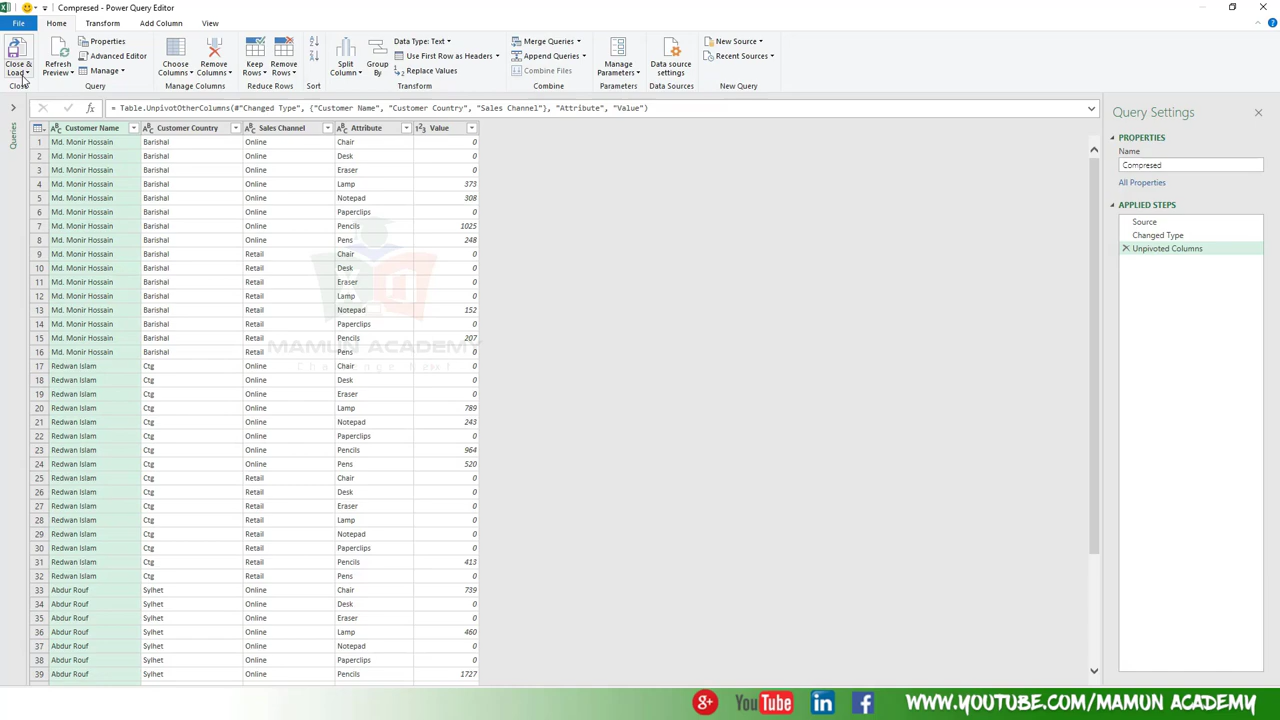 Compresed - Power Query Editor
File Home Transform Add Column View
Close & Load
Close
Refresh Preview
Properties
Advanced Editor
Manage
Query
Choose Columns
Remove Columns
Manage Columns
Keep Rows
Remove Rows
Reduce Rows
Sort
Split Column
Group By
Data Type: Text
Use First Row as Headers
Replace Values
Transform
Merge Queries
Append Queries
Combine Files
Combine
Manage Parameters
Parameters
Data source settings
Data Sources
New Source
Recent Sources
New Query
= Table.UnpivotOtherColumns(#"Changed Type", {"Customer Name", "Customer Country", "Sales Channel"}, "Attribute", "Value")
Queries
Customer Name Customer Country Sales Channel Attribute Value
1 Md. Monir Hossain Barishal Online Chair 0
2 Md. Monir Hossain Barishal Online Desk 0
3 Md. Monir Hossain Barishal Online Eraser 0
4 Md. Monir Hossain Barishal Online Lamp 373
5 Md. Monir Hossain Barishal Online Notepad 308
6 Md. Monir Hossain Barishal Online Paperclips 0
7 Md. Monir Hossain Barishal Online Pencils 1025
8 Md. Monir Hossain Barishal Online Pens 248
9 Md. Monir Hossain Barishal Retail Chair 0
10 Md. Monir Hossain Barishal Retail Desk 0
11 Md. Monir Hossain Barishal Retail Eraser 0
12 Md. Monir Hossain Barishal Retail Lamp 0
13 Md. Monir Hossain Barishal Retail Notepad 152
14 Md. Monir Hossain Barishal Retail Paperclips 0
15 Md. Monir Hossain Barishal Retail Pencils 207
16 Md. Monir Hossain Barishal Retail Pens 0
17 Redwan Islam Ctg Online Chair 0
18 Redwan Islam Ctg Online Desk 0
19 Redwan Islam Ctg Online Eraser 0
20 Redwan Islam Ctg Online Lamp 789
21 Redwan Islam Ctg Online Notepad 243
22 Redwan Islam Ctg Online Paperclips 0
23 Redwan Islam Ctg Online Pencils 964
24 Redwan Islam Ctg Online Pens 520
25 Redwan Islam Ctg Retail Chair 0
26 Redwan Islam Ctg Retail Desk 0
27 Redwan Islam Ctg Retail Eraser 0
28 Redwan Islam Ctg Retail Lamp 0
29 Redwan Islam Ctg Retail Notepad 0
30 Redwan Islam Ctg Retail Paperclips 0
31 Redwan Islam Ctg Retail Pencils 413
32 Redwan Islam Ctg Retail Pens 0
33 Abdur Rouf Sylhet Online Chair 739
34 Abdur Rouf Sylhet Online Desk 0
35 Abdur Rouf Sylhet Online Eraser 0
36 Abdur Rouf Sylhet Online Lamp 460
37 Abdur Rouf Sylhet Online Notepad 0
38 Abdur Rouf Sylhet Online Paperclips 0
39 Abdur Rouf Sylhet Online Pencils 1727
MAMUN ACADEMY
Query Settings
PROPERTIES
Name
Compresed
All Properties
APPLIED STEPS
Source
Changed Type
Unpivoted Columns
YouTube
WWW.YOUTUBE.COM/MAMUN ACADEMY